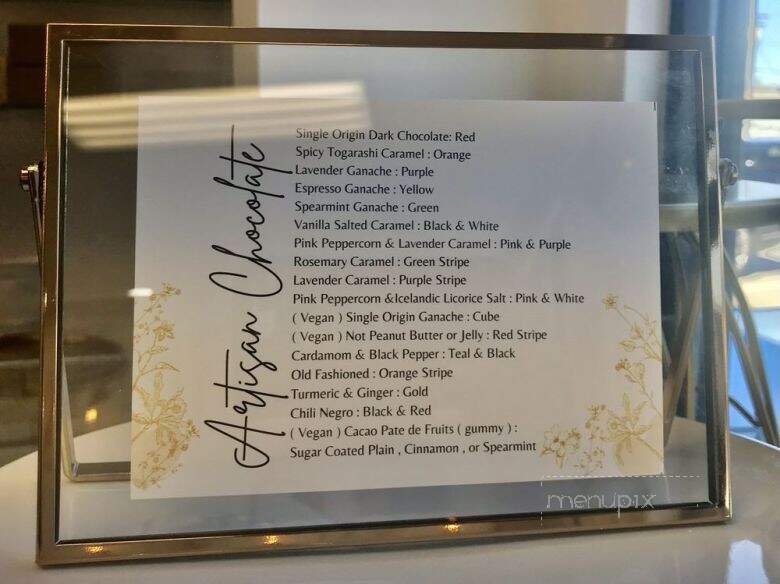 Artisan Chocolate
Single Origin Dark Chocolate: Red
Spicy Togarashi Caramel : Orange
Lavender Ganache : Purple
Espresso Ganache : Yellow
Spearmint Ganache : Green
Vanilla Salted Caramel : Black & White
Pink Peppercorn & Lavender Caramel : Pink & Purple
Rosemary Caramel : Green Stripe
Lavender Caramel : Purple Stripe
Pink Peppercorn &Icelandic Licorice Salt : Pink & White
( Vegan ) Single Origin Ganache : Cube
( Vegan ) Not Peanut Butter or Jelly : Red Stripe
Cardamom & Black Pepper : Teal & Black
Old Fashioned : Orange Stripe
Turmeric & Ginger : Gold
Chili Negro : Black & Red
( Vegan ) Cacao Pate de Fruits ( gummy ) :
Sugar Coated Plain , Cinnamon , or Spearmint
menupix